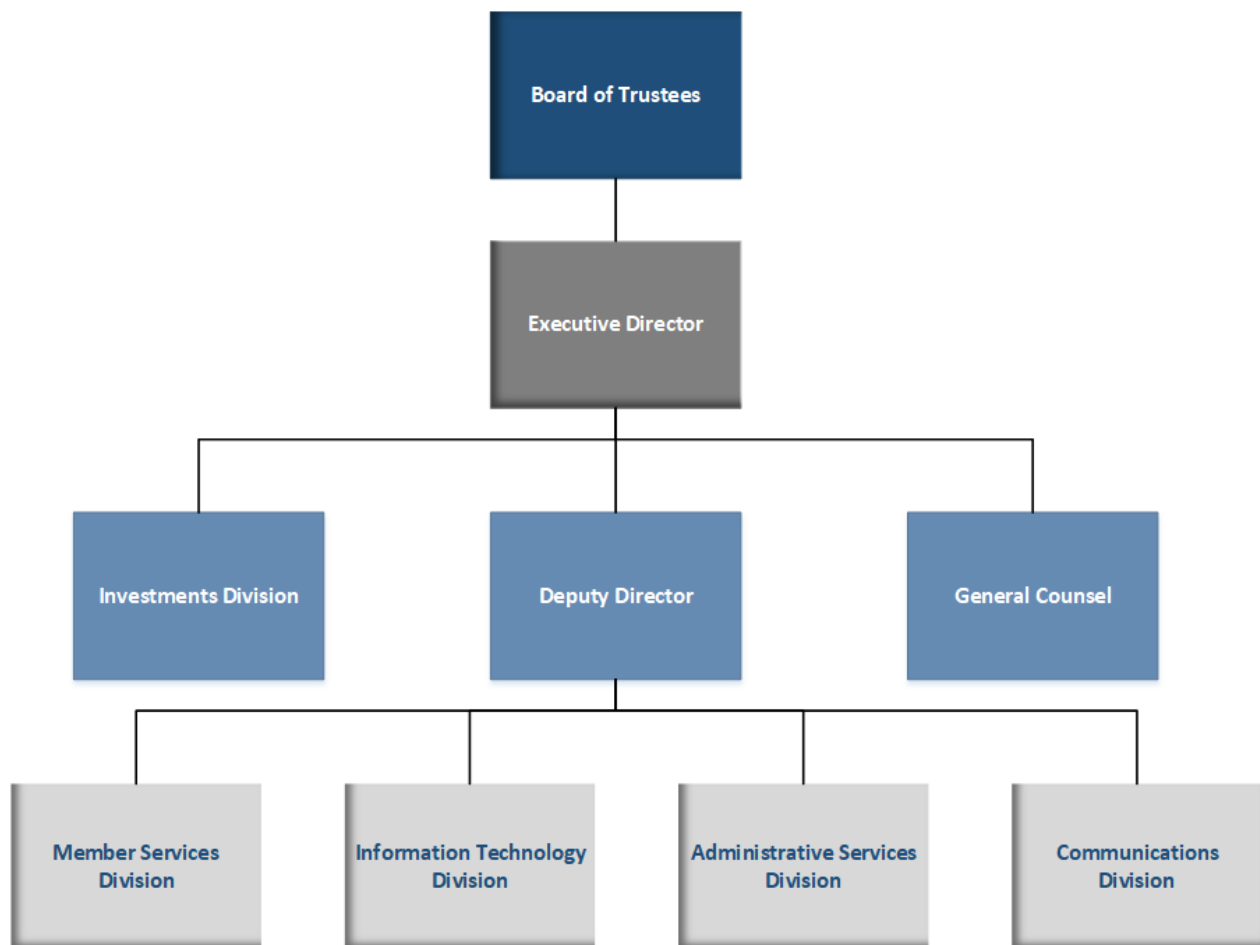 Board of Trustees
Executive Director
Investments Division
Deputy Director
General Counsel
Member Services
Division
Information Technology
Division
Administrative Services
Division
Communications
Division